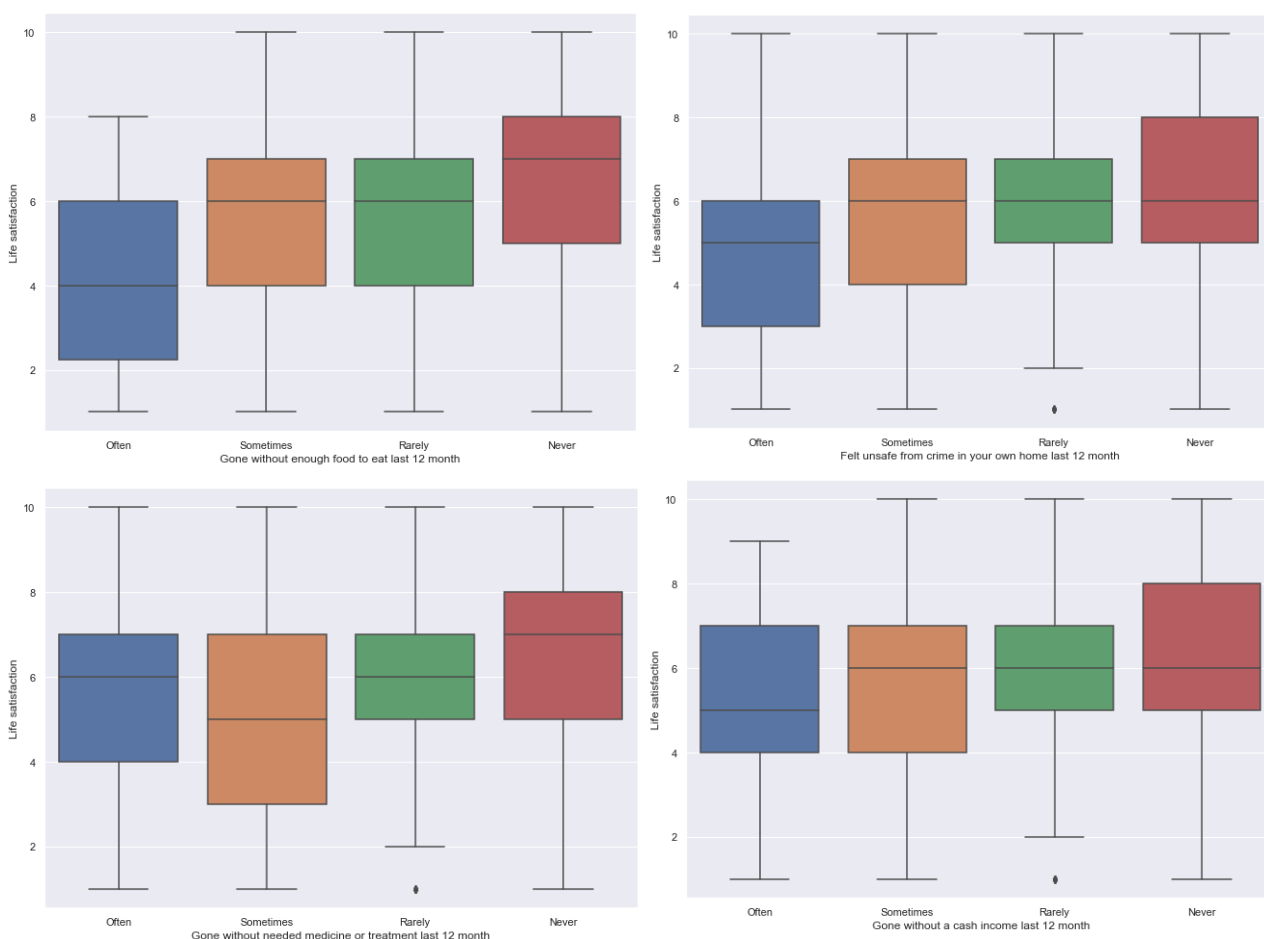 10
8
6
4
2
Life satisfaction
Often Sometimes Rarely Never
Gone without enough food to eat last 12 month
10
8
6
4
2
Life satisfaction
Often Sometimes Rarely Never
Felt unsafe from crime in your own home last 12 month
10
8
6
4
2
Life satisfaction
Often Sometimes Rarely Never
Gone without needed medicine or treatment last 12 month
10
8
6
4
2
Life satisfaction
Often Sometimes Rarely Never
Gone without a cash income last 12 month